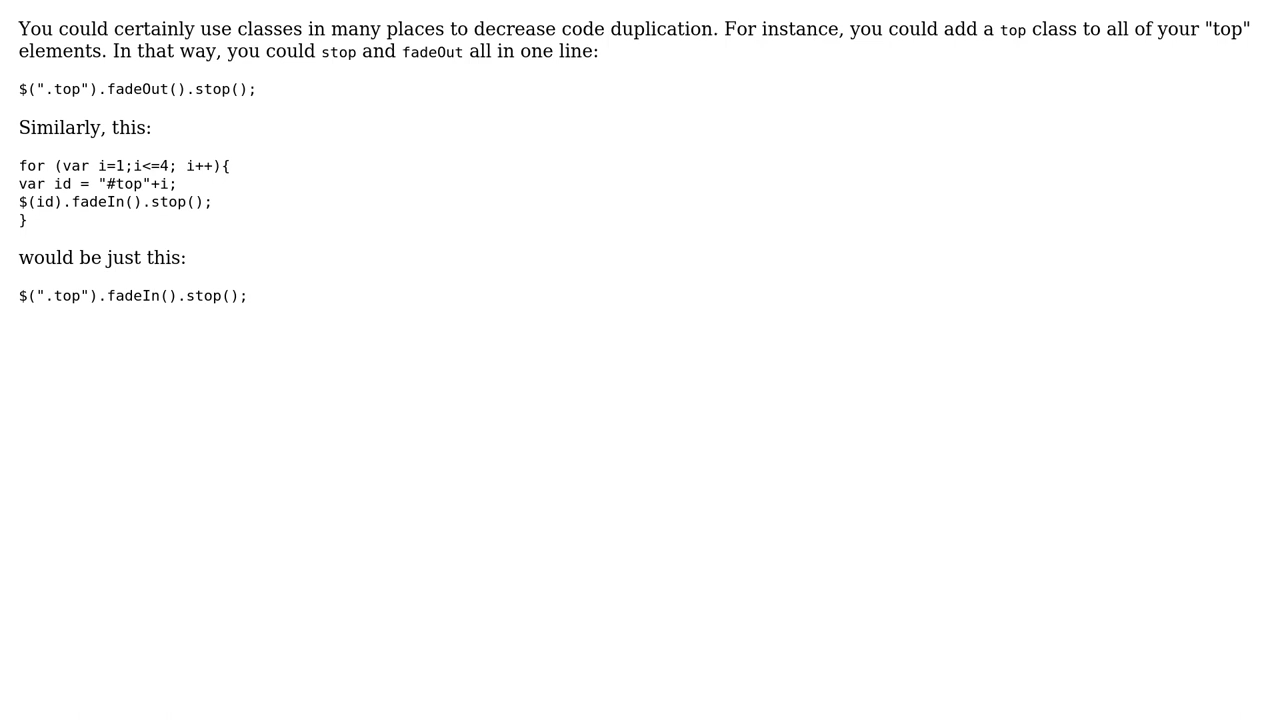 You could certainly use classes in many places to decrease code duplication. For instance, you could add a top class to all of your "top"
elements. In that way, you could stop and fadeOut all in one line:
$(".top").fadeOut().stop();
Similarly, this:
for (var i=1;i<=4; i++){
var id = "#top"+i;
$(id).fadeIn().stop();
}
would be just this:
$(".top").fadeIn().stop();